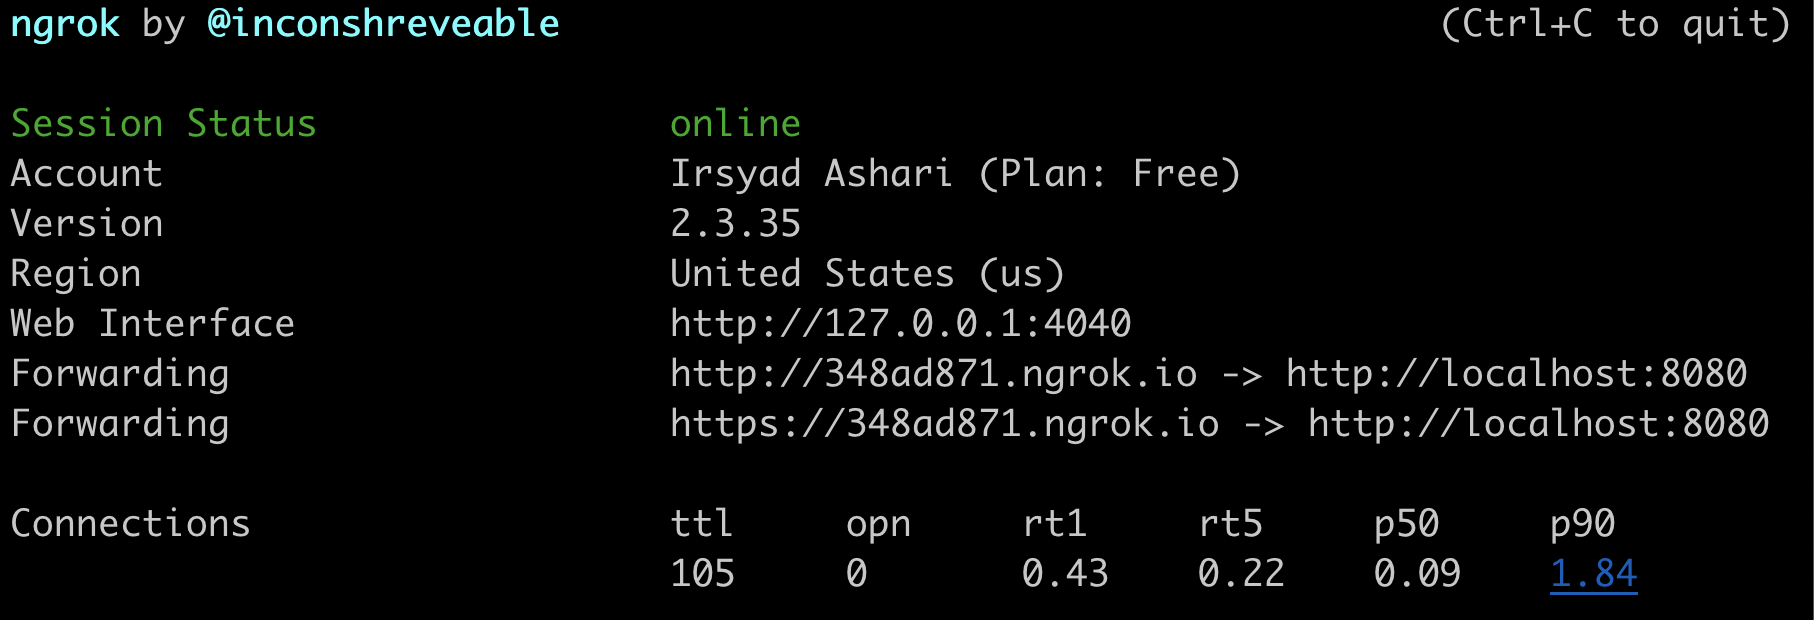 ngrok by @inconshreveable (Ctrl+C to quit)
Session Status online
Account Irsyad Ashari (Plan: Free)
Version 2.3.35
Region United States (us)
Web Interface http://127.0.0.1:4040
Forwarding http://348ad871.ngrok.io -> http://localhost:8080
Forwarding https://348ad871.ngrok.io -> http://localhost:8080
Connections ttl opn rt1 rt5 p50 p90
105 0 0.43 0.22 0.09 1.84